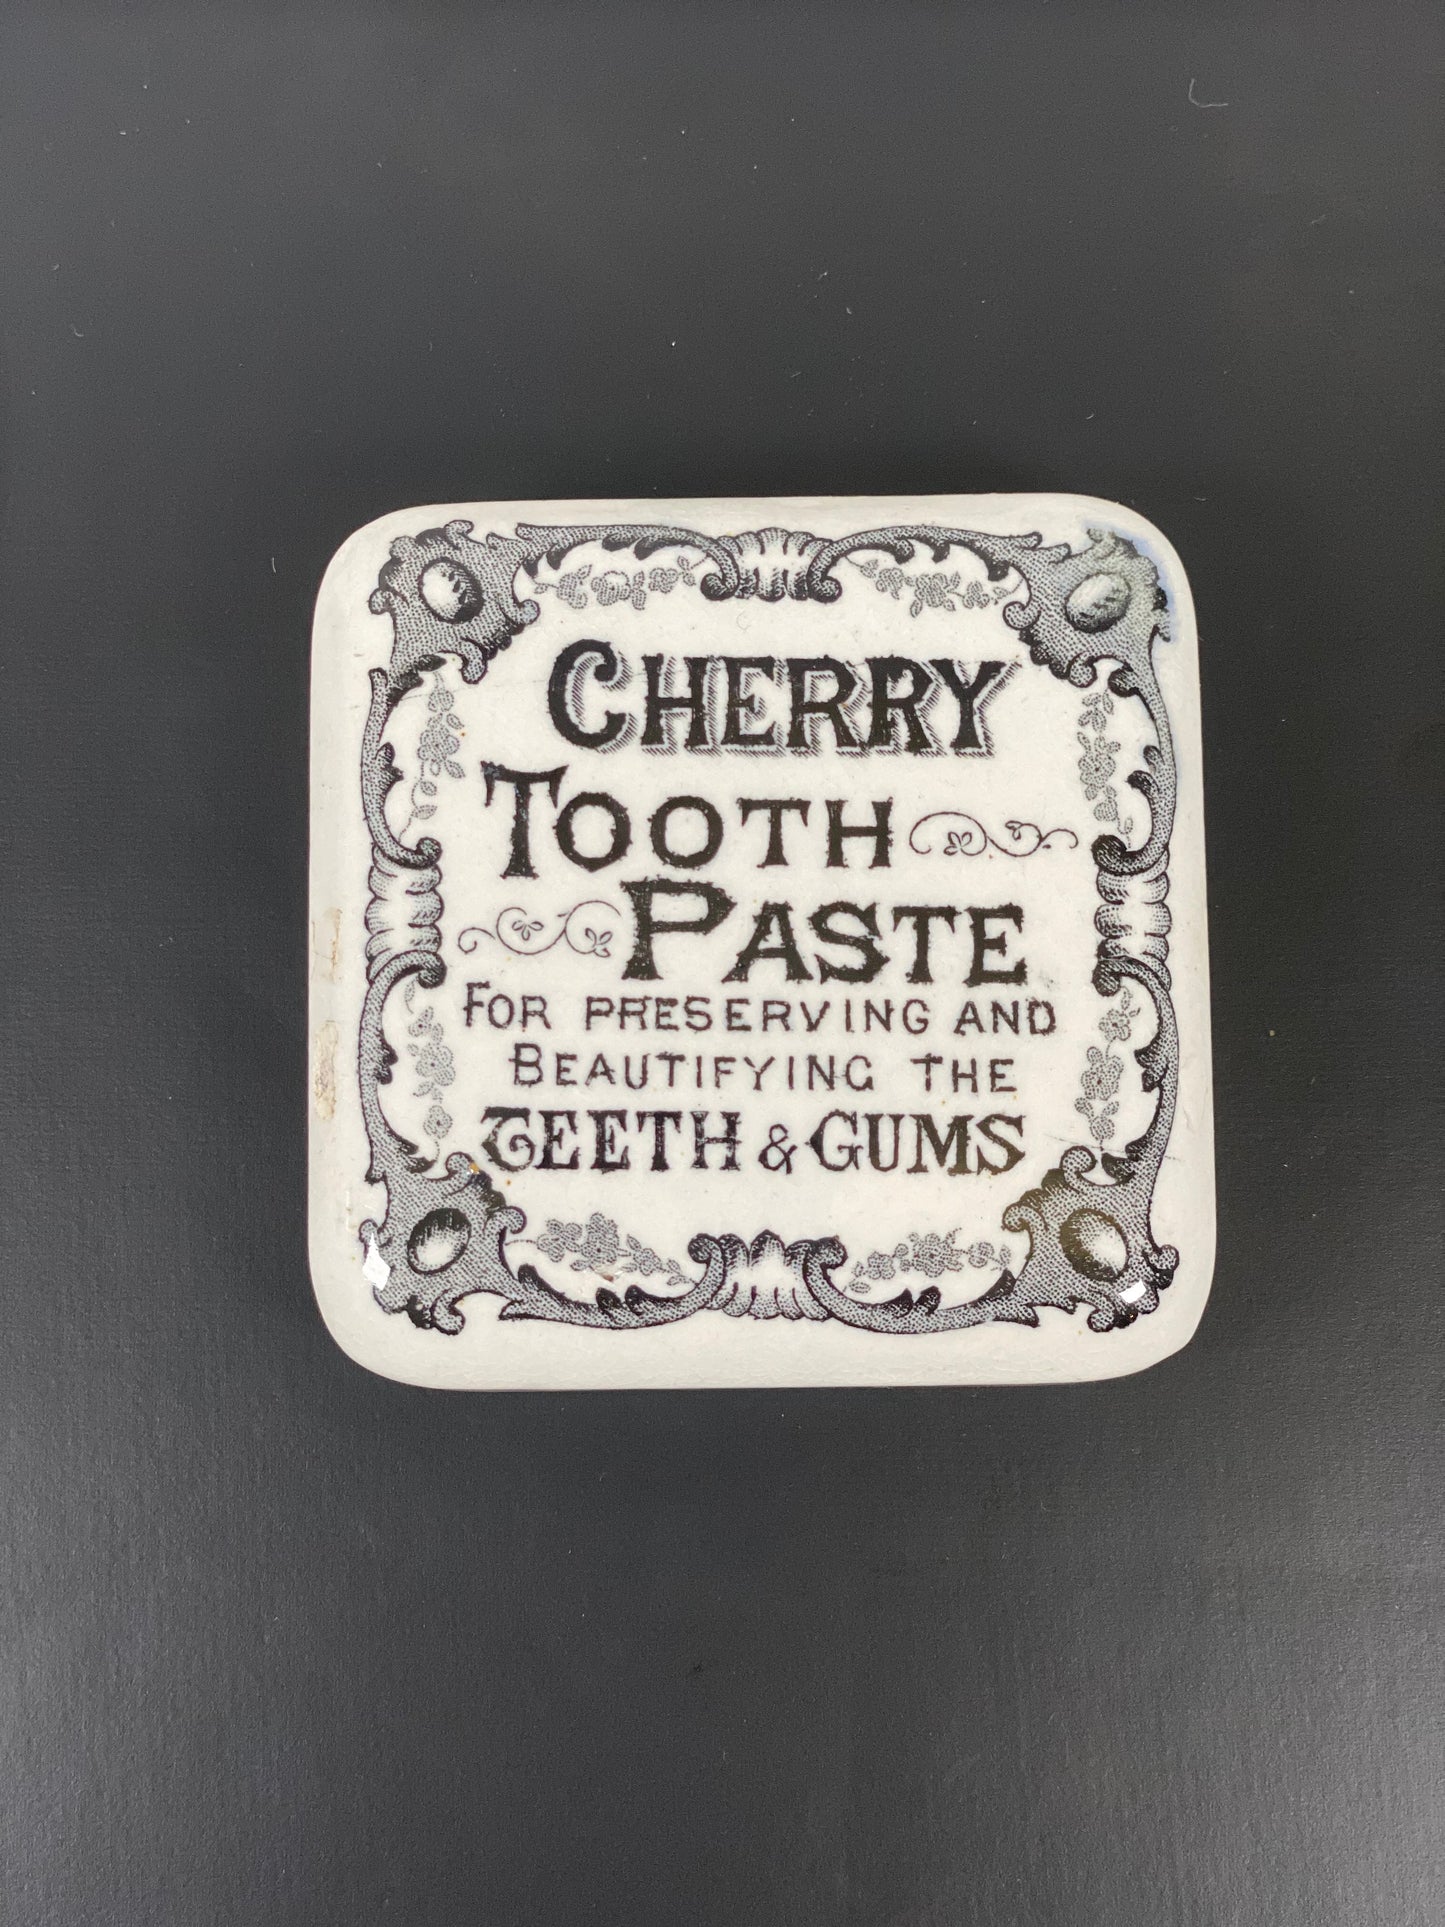 CHERRY
TOOTH
PASTE
FOR PRESERVING AND
BEAUTIFYING THE
TEETH & GUMS